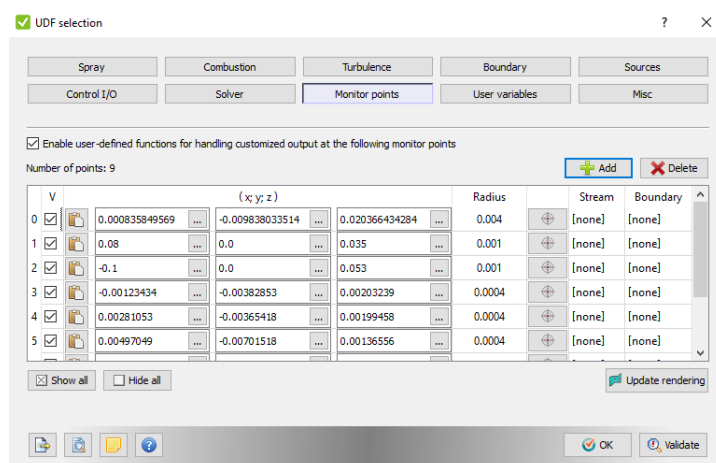 UDF selection ? ×
Spray Combustion Turbulence Boundary Sources
Control I/O Solver Monitor points User variables Misc
Enable user-defined functions for handling customized output at the following monitor points
Number of points: 9 Add Delete
V ( x; y; z ) Radius Stream Boundary
0 0.000835849569 ... -0.009838033514 ... 0.020366434284 ... 0.004 [none] [none]
1 0.08 ... 0.0 ... 0.035 ... 0.001 [none] [none]
2 -0.1 ... 0.0 ... 0.053 ... 0.001 [none] [none]
3 -0.00123434 ... -0.00382853 ... 0.00203239 ... 0.0004 [none] [none]
4 0.00281053 ... -0.00365418 ... 0.00199458 ... 0.0004 [none] [none]
5 0.00497049 ... -0.00701518 ... 0.00136556 ... 0.0004 [none] [none]
Show all Hide all Update rendering
OK Validate